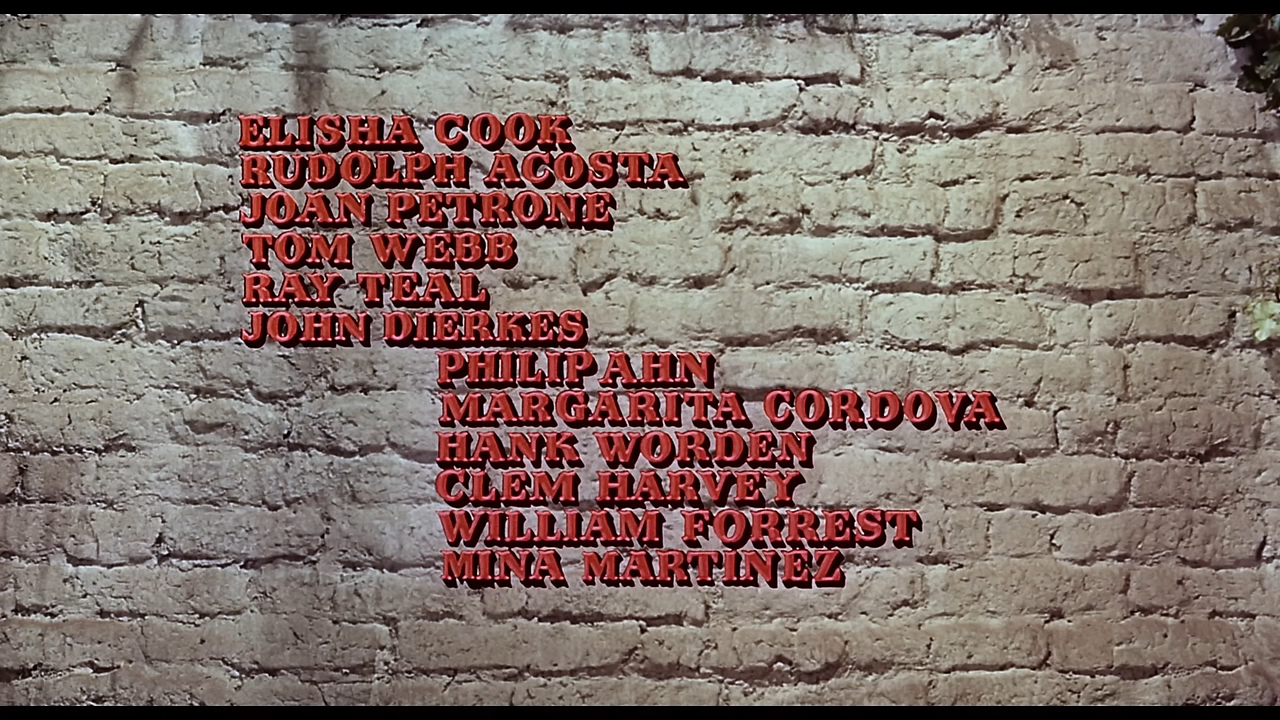 ELISHA COOK
RUDOLPH ACOSTA
JOAN PETRONE
TOM WEBB
RAY TEAL
JOHN DIERKES
PHILIP AHN
MARGARITA CORDOVA
HANK WORDEN
CLEM HARVEY
WILLIAM FORREST
MINA MARTINEZ